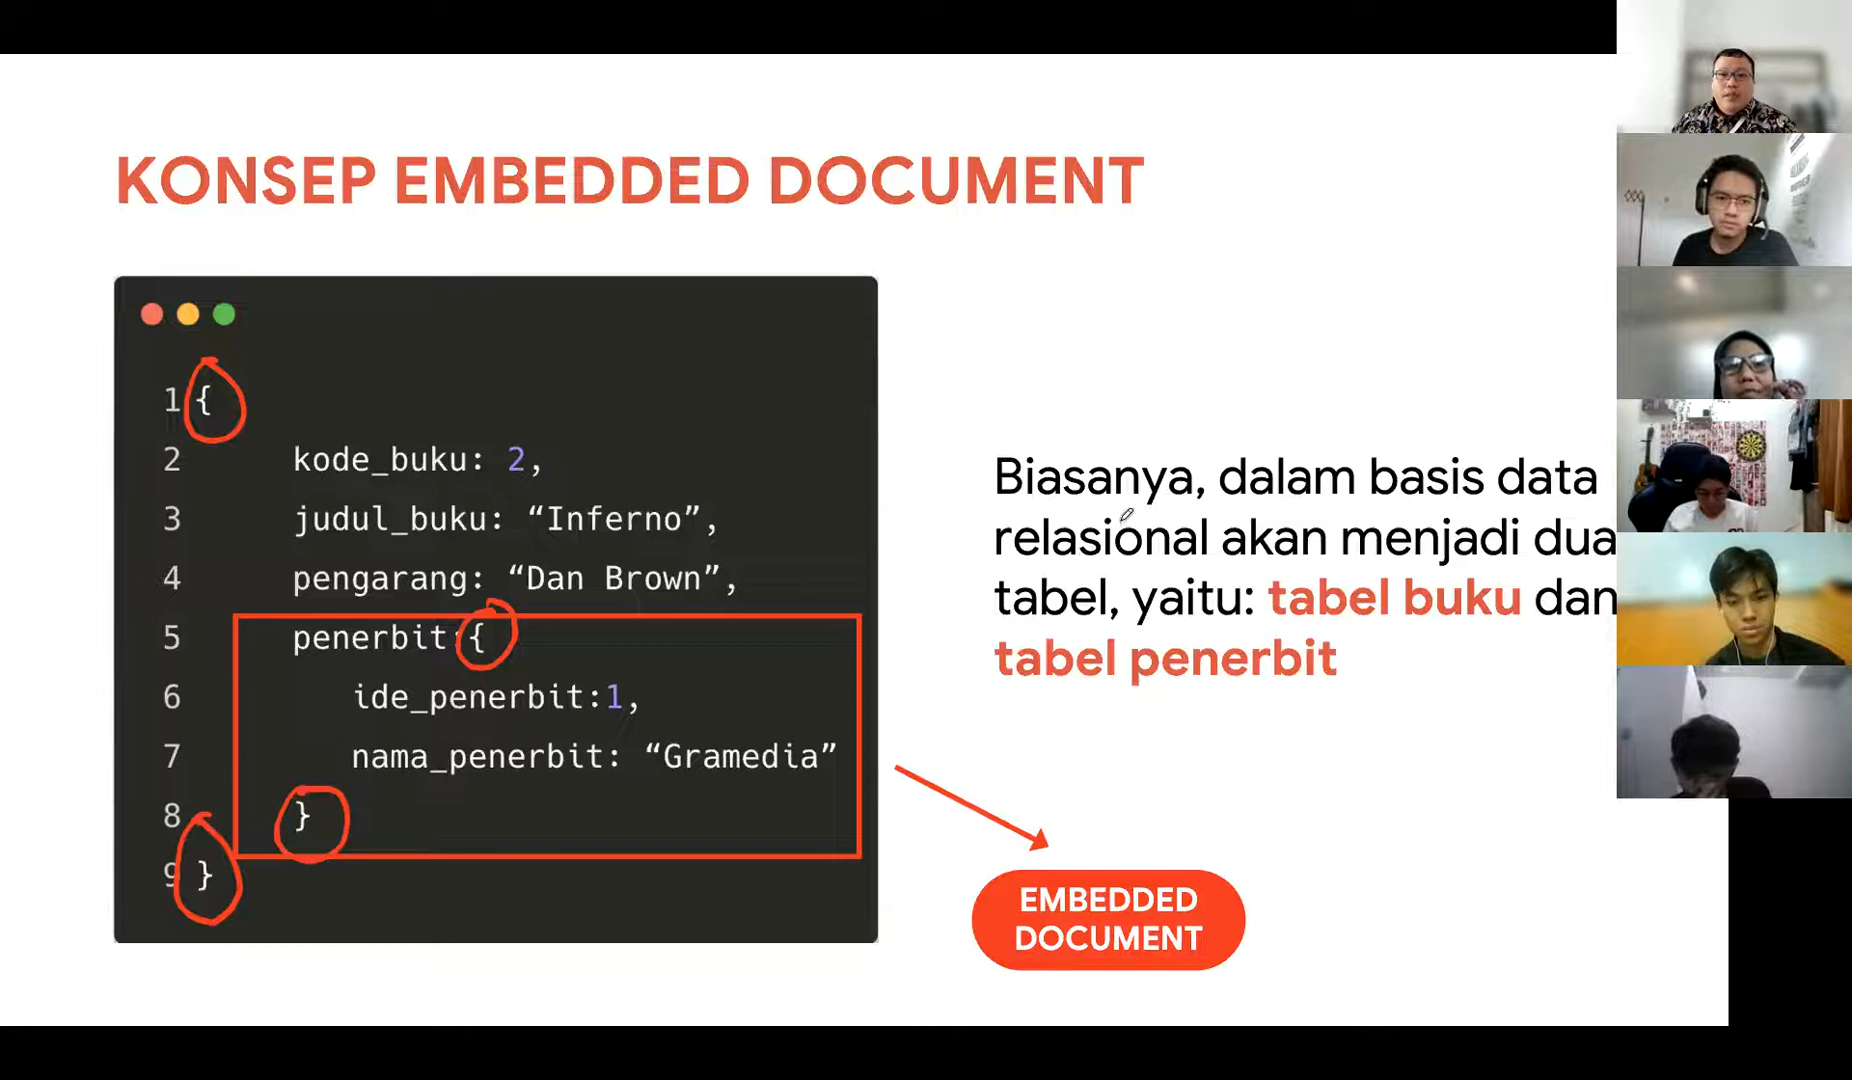 KONSEP EMBEDDED DOCUMENT
1 {
2 kode_buku: 2,
3 judul_buku: “Inferno”,
4 pengarang: “Dan Brown”,
5 penerbit:{
6 ide_penerbit:1,
7 nama_penerbit: “Gramedia”
8 }
9 }
Biasanya, dalam basis data
relasional akan menjadi dua
tabel, yaitu: tabel buku dan
tabel penerbit
EMBEDDED
DOCUMENT